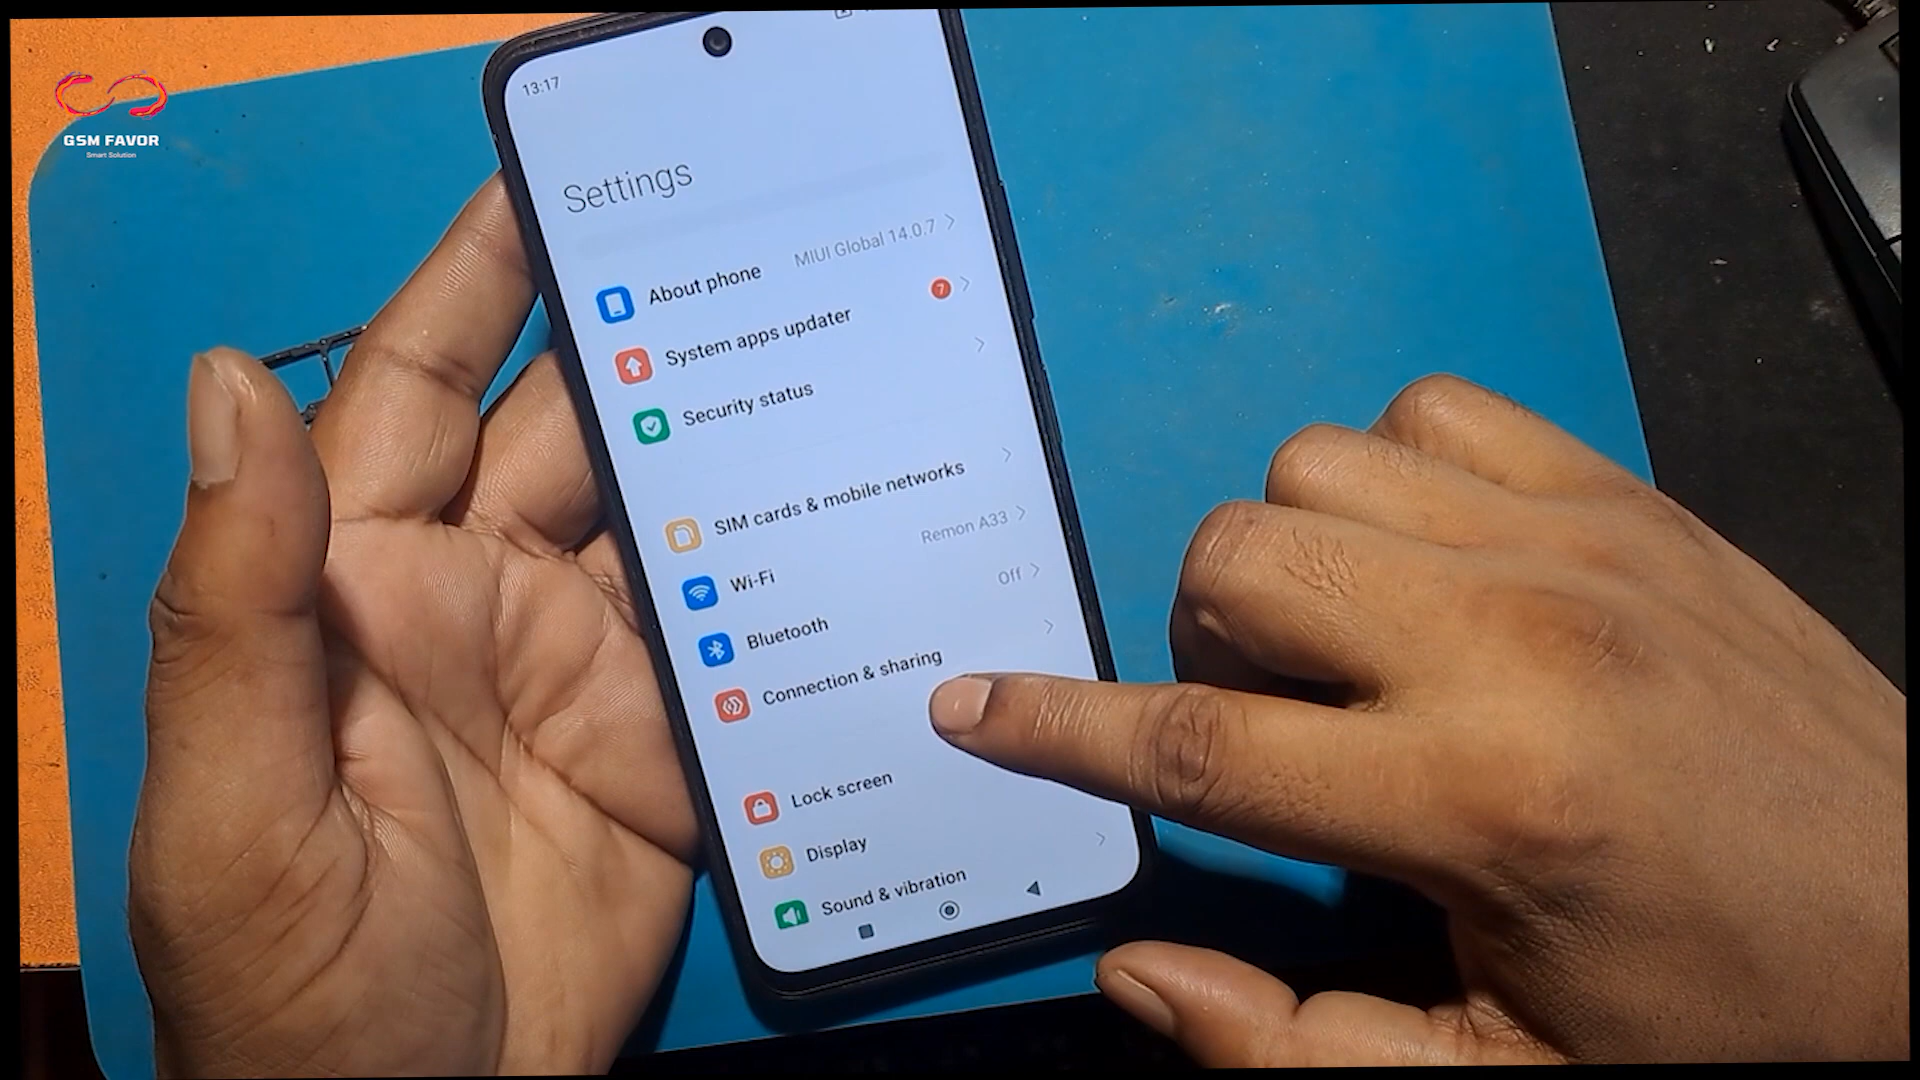 GSM FAVOR
Smart Solution
13:17
Settings
About phone MIUI Global 14.0.7
System apps updater 7
Security status
SIM cards & mobile networks
Wi-Fi Remon A33
Bluetooth Off
Connection & sharing
Lock screen
Display
Sound & vibration